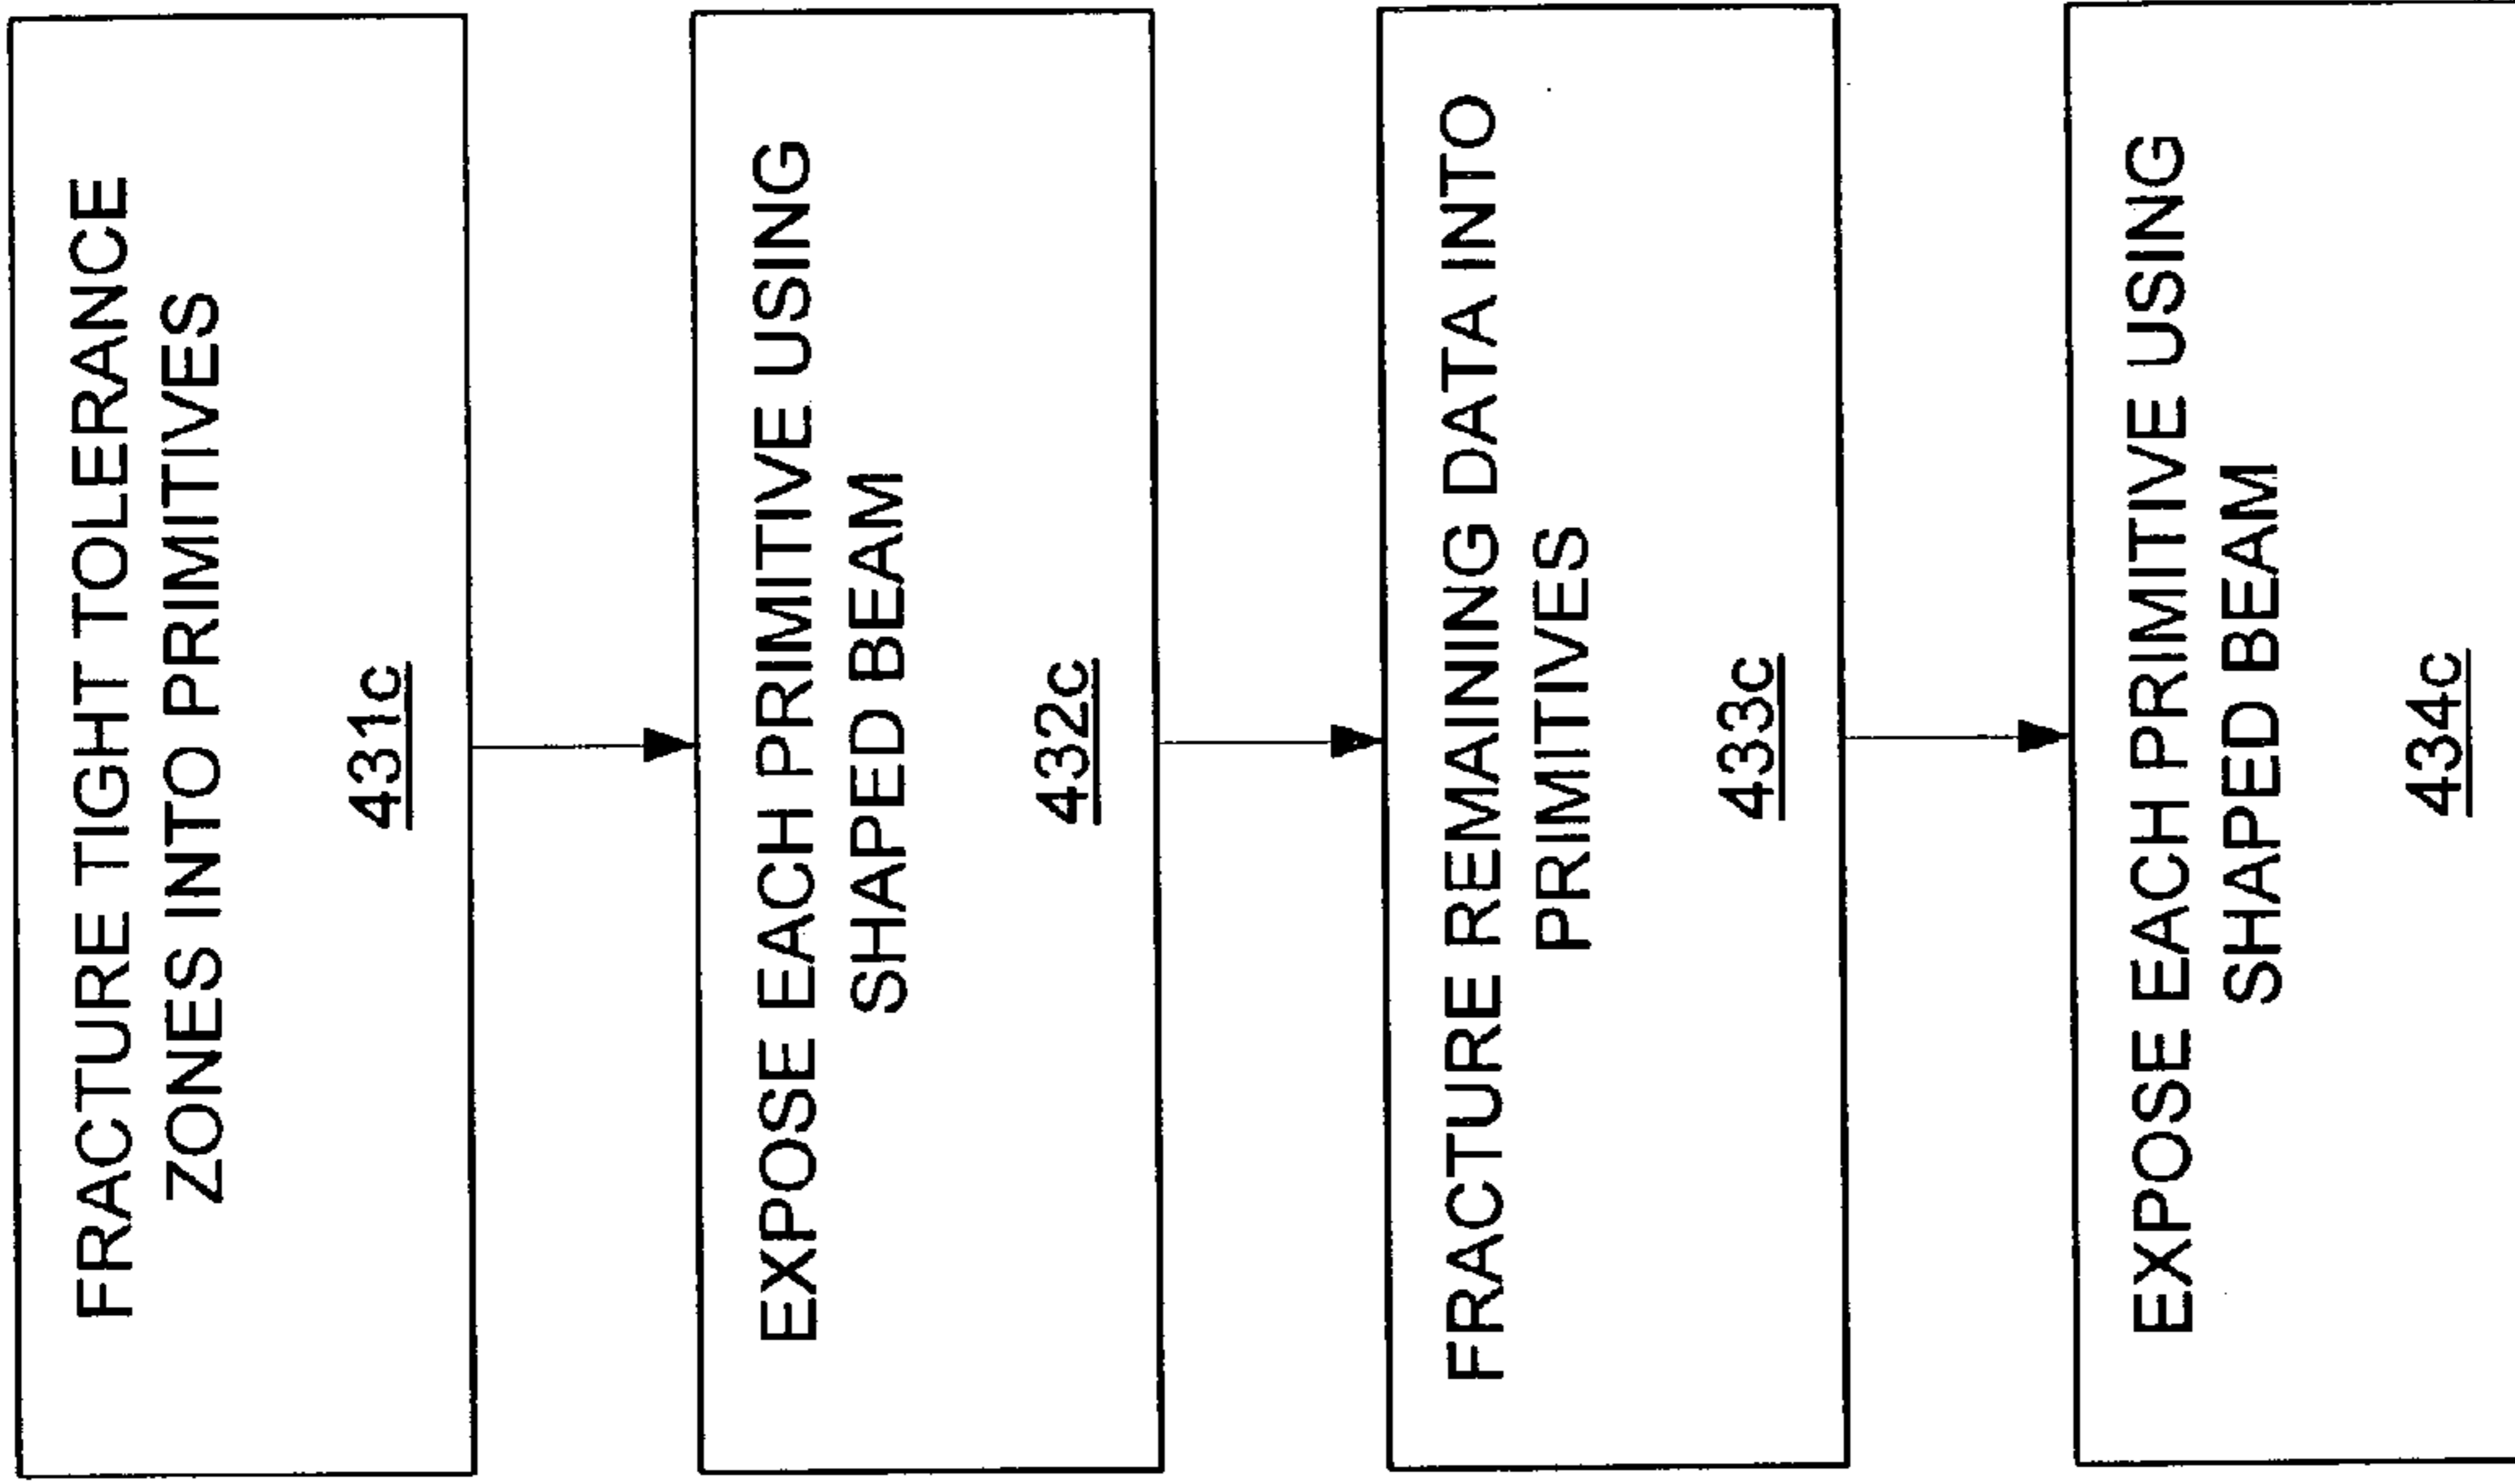 FRACTURE TIGHT TOLERANCE
ZONES INTO PRIMITIVES
431c
EXPOSE EACH PRIMITIVE USING
SHAPED BEAM
432c
FRACTURE REMAINING DATA INTO
PRIMITIVES
433c
EXPOSE EACH PRIMITIVE USING
SHAPED BEAM
434c